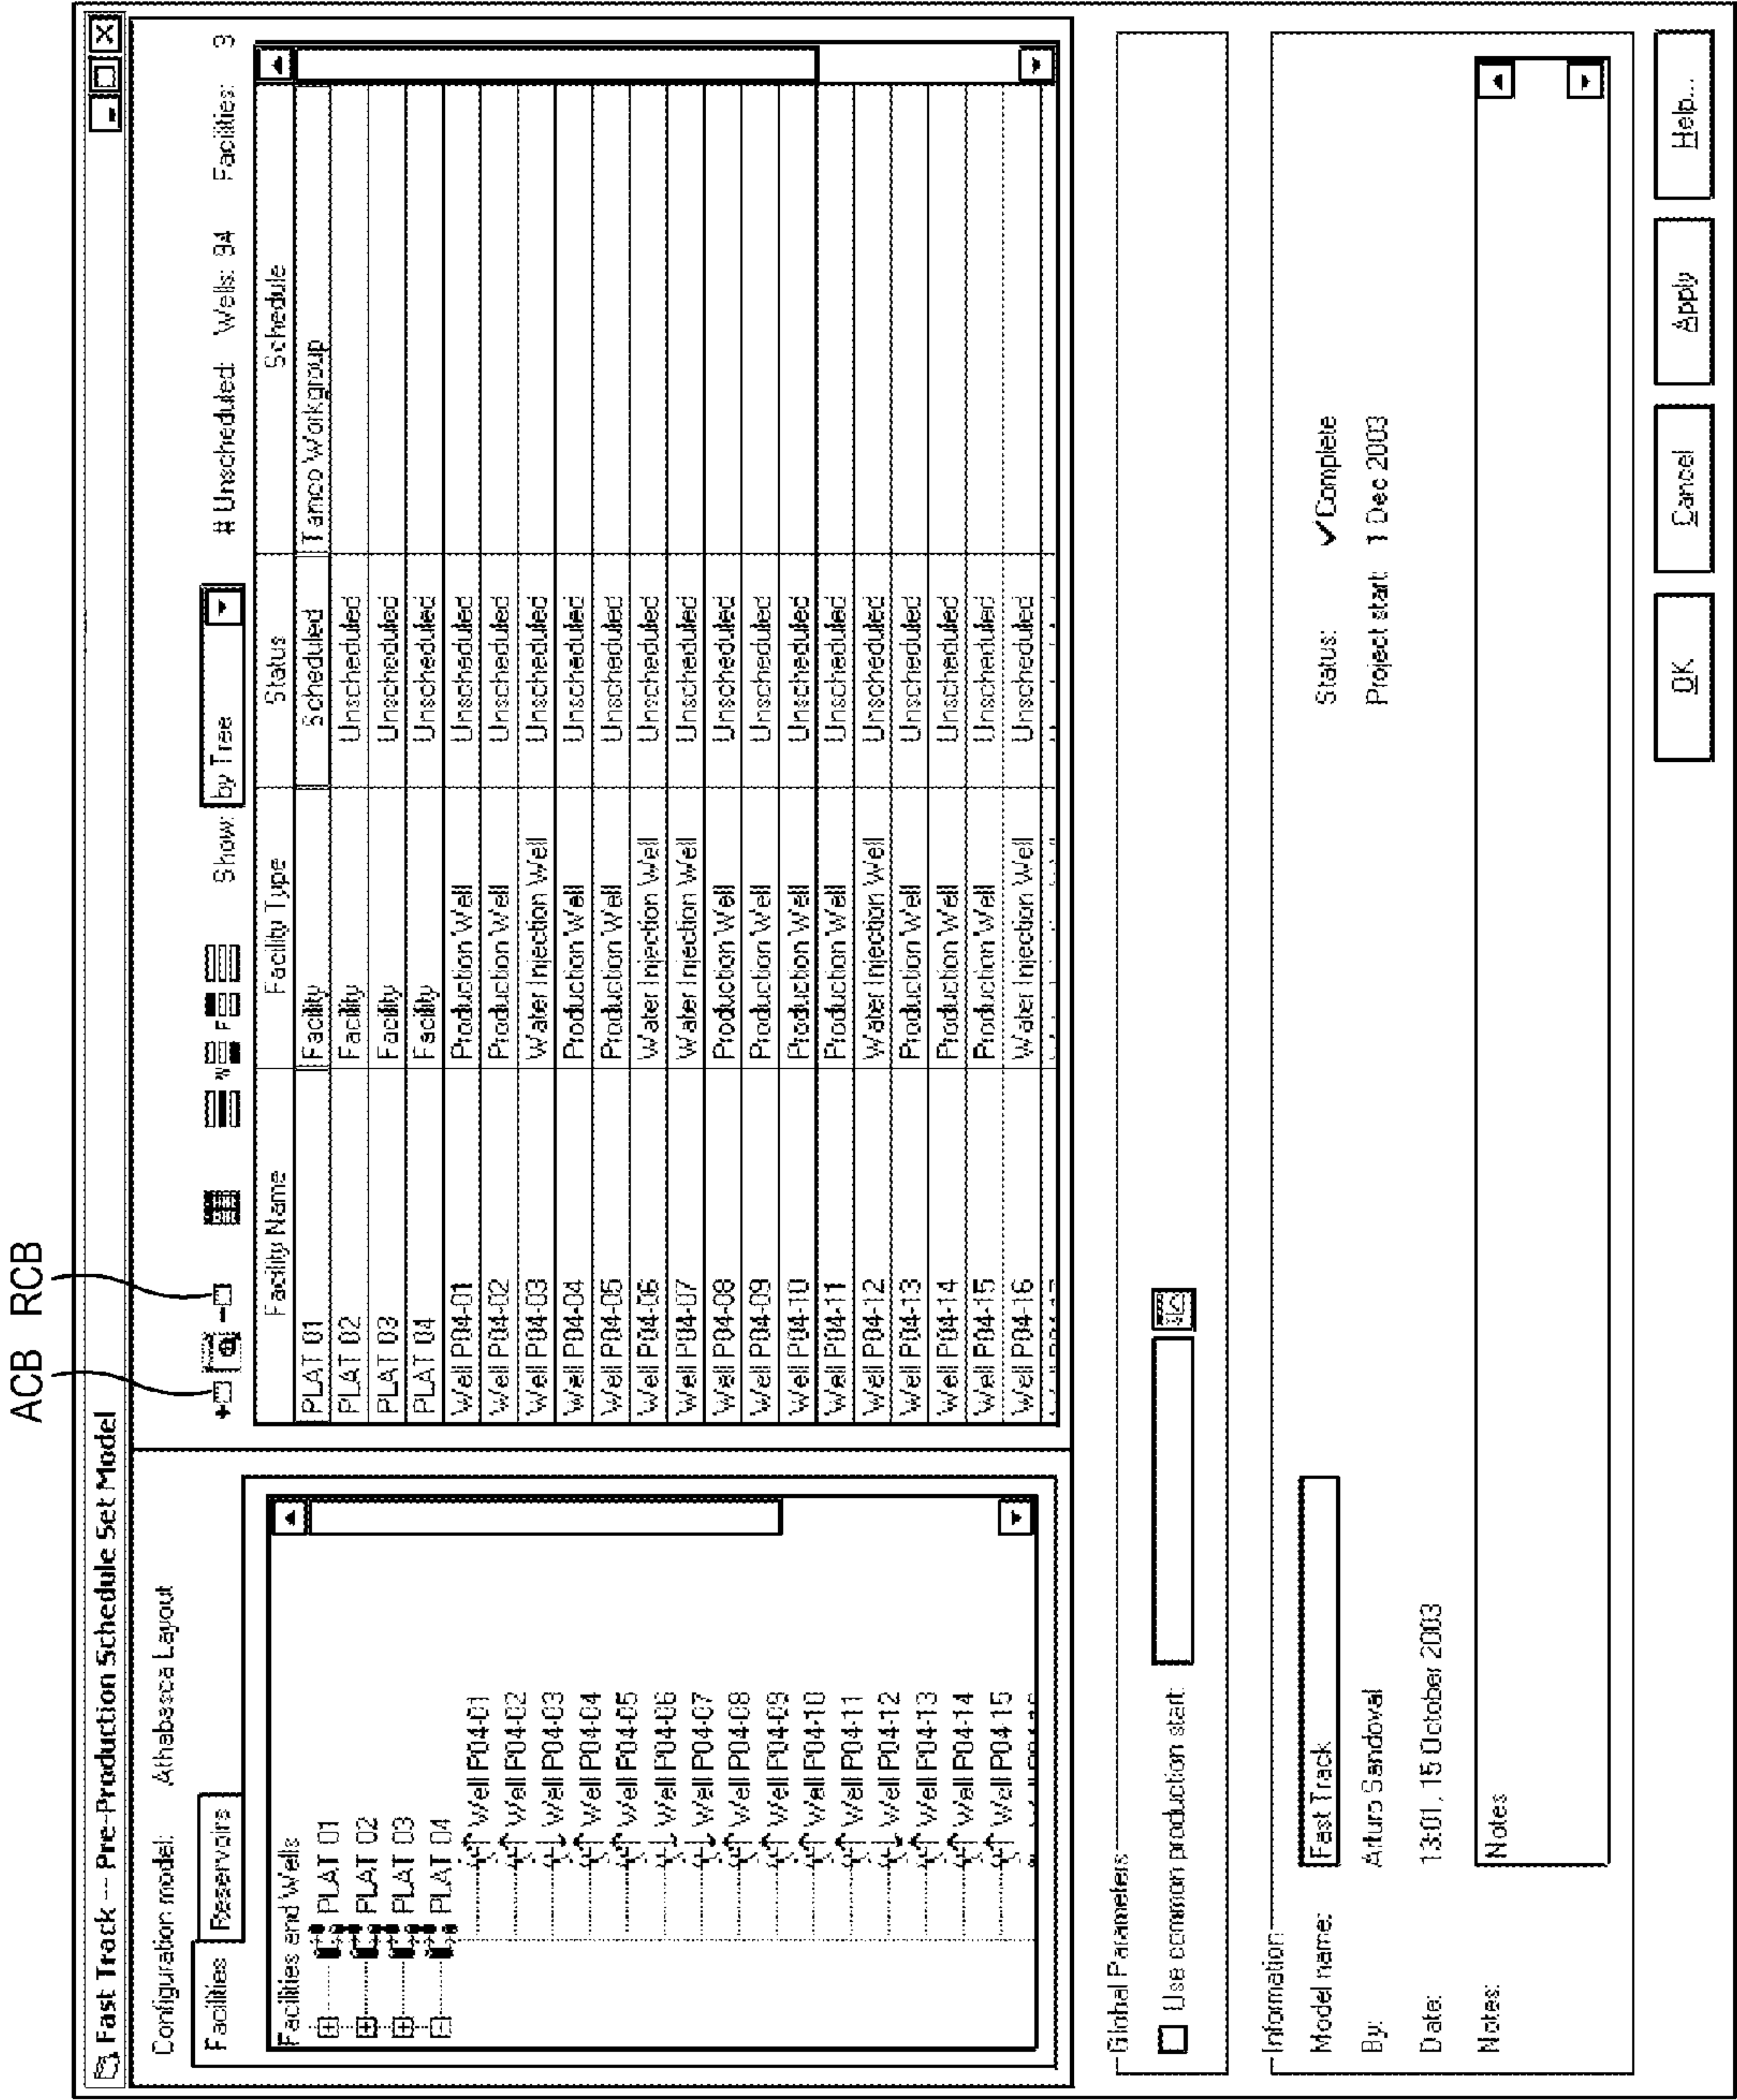 ACB RCB
Fast Track -- Pre-Production Schedule Set Model
Configuration model: Athabasca Layout
Facilities Reservoirs
Facilities and Wells
PLAT 01
PLAT 02
PLAT 03
PLAT 04
Well P04-01
Well P04-02
Well P04-03
Well P04-04
Well P04-05
Well P04-06
Well P04-07
Well P04-08
Well P04-09
Well P04-10
Well P04-11
Well P04-12
Well P04-13
Well P04-14
Well P04-15
W F Show: by Tree # Unscheduled: Wells: 94 Facilities: 3
Facility Name Facility Type Status Schedule
PLAT 01 Facility Scheduled Tamco Workgroup
PLAT 02 Facility Unscheduled
PLAT 03 Facility Unscheduled
PLAT 04 Facility Unscheduled
Well P04-01 Production Well Unscheduled
Well P04-02 Production Well Unscheduled
Well P04-03 Water Injection Well Unscheduled
Well P04-04 Production Well Unscheduled
Well P04-05 Production Well Unscheduled
Well P04-06 Water Injection Well Unscheduled
Well P04-07 Water Injection Well Unscheduled
Well P04-08 Production Well Unscheduled
Well P04-09 Production Well Unscheduled
Well P04-10 Production Well Unscheduled
Well P04-11 Production Well Unscheduled
Well P04-12 Water Injection Well Unscheduled
Well P04-13 Production Well Unscheduled
Well P04-14 Production Well Unscheduled
Well P04-15 Production Well Unscheduled
Well P04-16 Water Injection Well Unscheduled
Global Parameters
Use common production start:
Information
Model name: Fast Track Status: ✓Complete
By: Arturo Sandoval Project start: 1 Dec 2003
Date: 13:01, 15 October 2003
Notes: Notes
OK Cancel Apply Help...